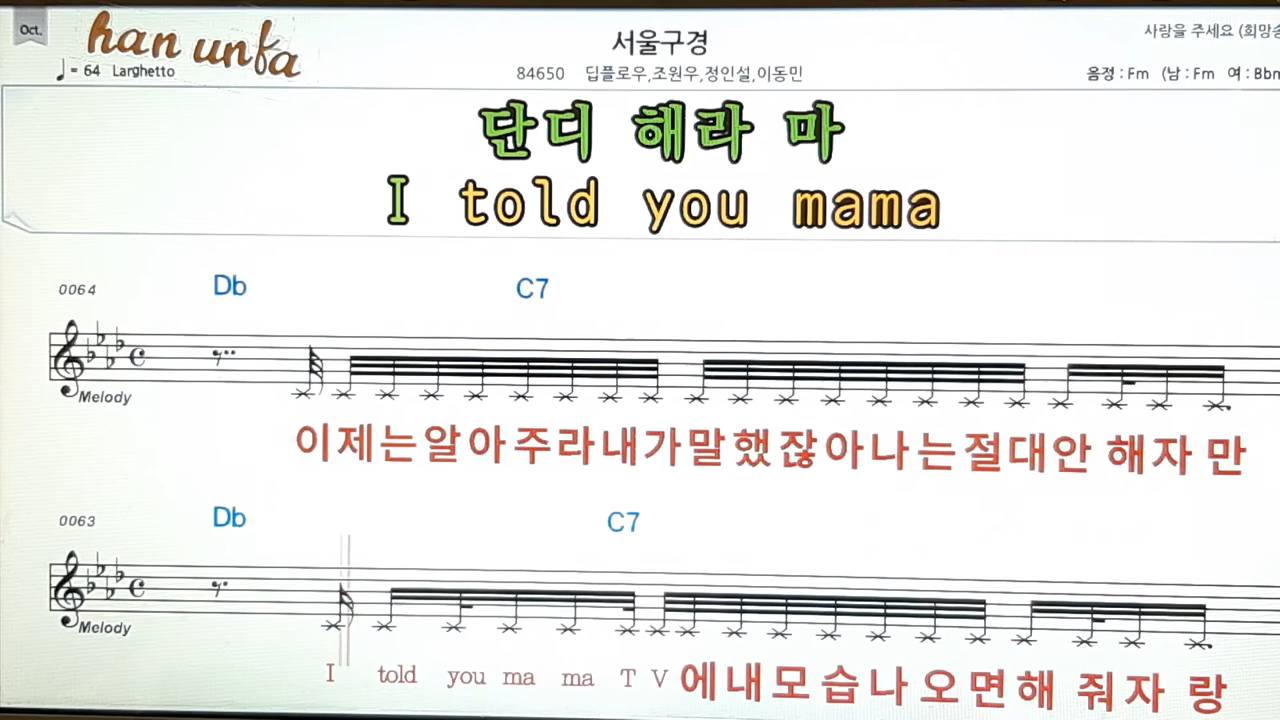 Oct.
han unfa
서울구경
사랑을 주세요 (희망송
= 64 Larghetto
84650 딥플로우,조원우,정인설,이동민
음정 : Fm (남 : Fm 여 : Bbm
단디 해라 마
I told you mama
0064 Db C7
Melody
이제는알아주라내가말했잖아나는절대안 해자 만
0063 Db C7
Melody
I told you ma ma T V 에내모습나오면해 줘자 랑